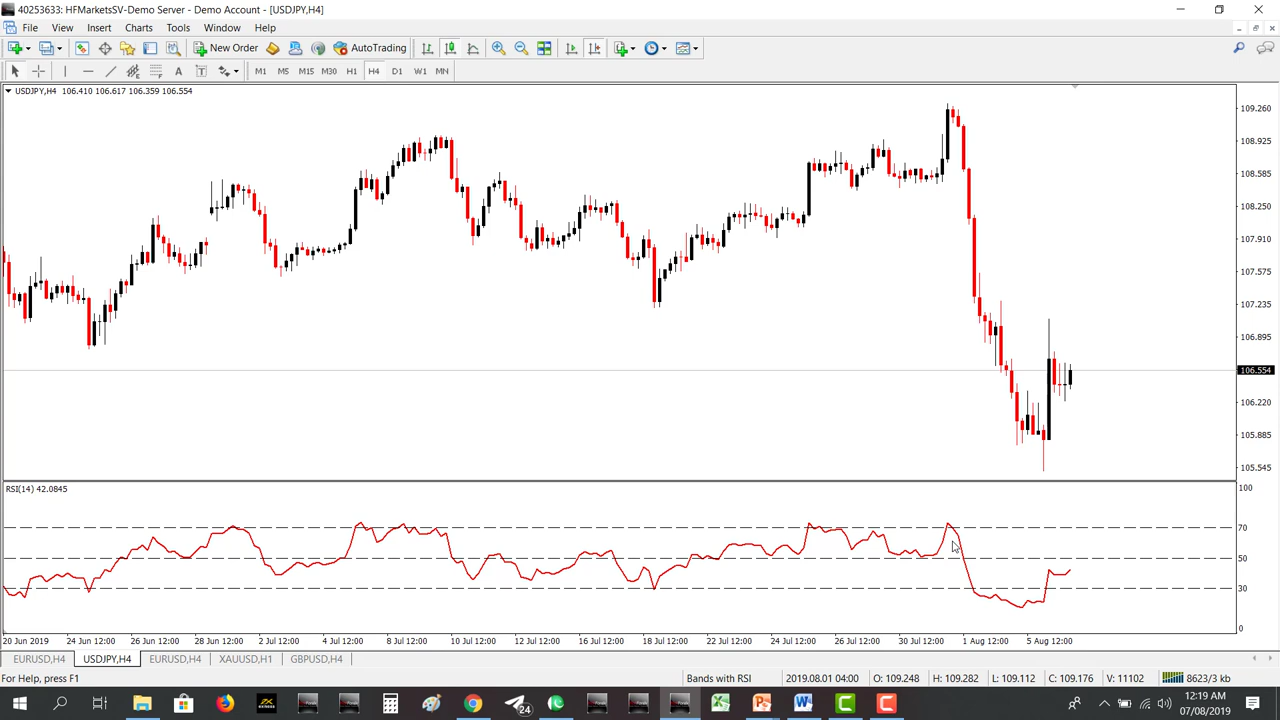 40253633: HFMarketsSV-Demo Server - Demo Account - [USDJPY,H4]
File View Insert Charts Tools Window Help
New Order AutoTrading
A T M1 M5 M15 M30 H1 H4 D1 W1 MN
USDJPY,H4 106.410 106.617 106.359 106.554
109.260
108.925
108.585
108.250
107.910
107.575
107.235
106.895
106.554
106.220
105.885
105.545
RSI(14) 42.0845
100
70
50
30
0
20 Jun 2019 24 Jun 12:00 26 Jun 12:00 28 Jun 12:00 2 Jul 12:00 4 Jul 12:00 8 Jul 12:00 10 Jul 12:00 12 Jul 12:00 16 Jul 12:00 18 Jul 12:00 22 Jul 12:00 24 Jul 12:00 26 Jul 12:00 30 Jul 12:00 1 Aug 12:00 5 Aug 12:00
EURUSD,H4 USDJPY,H4 EURUSD,H4 XAUUSD,H1 GBPUSD,H4
For Help, press F1 Bands with RSI 2019.08.01 04:00 O: 109.248 H: 109.282 L: 109.112 C: 109.176 V: 11102 8623/3 kb
24 12:19 AM
07/08/2019